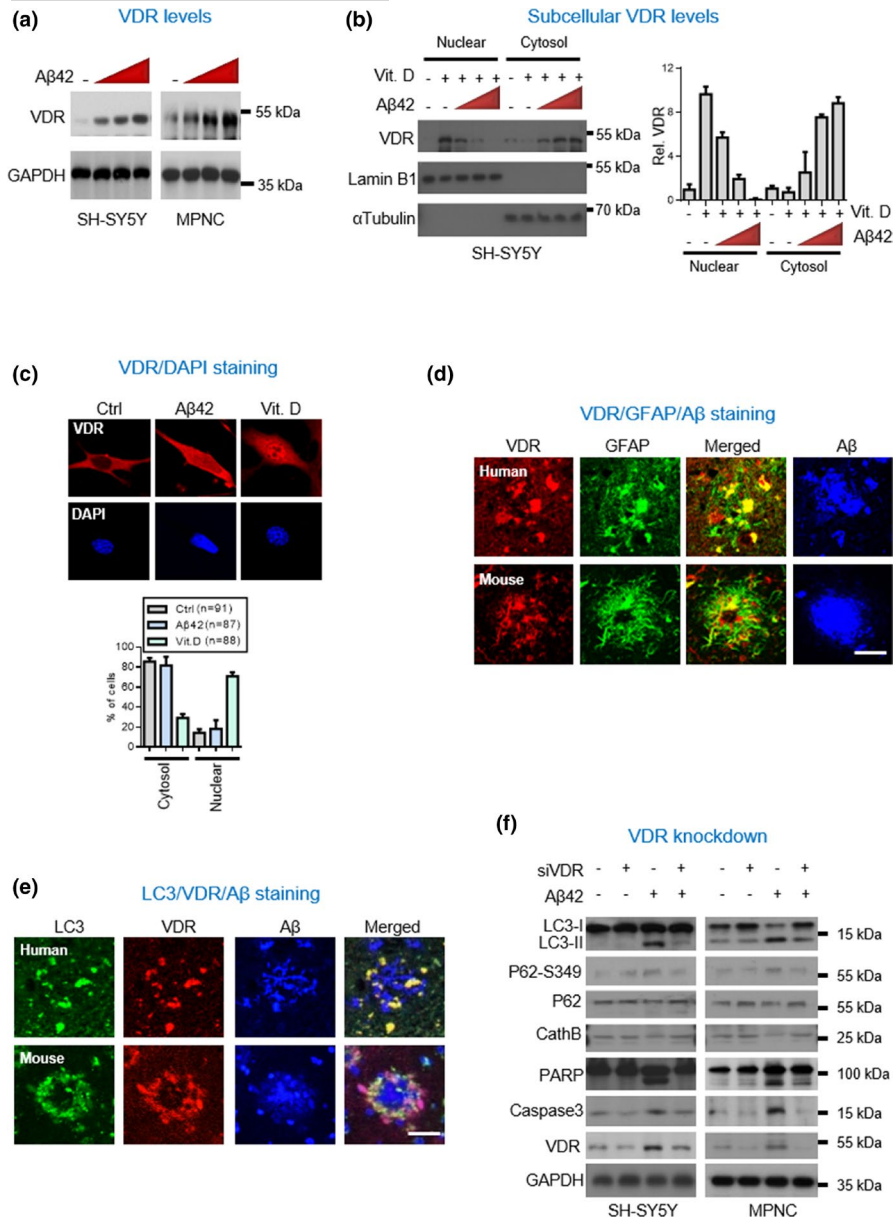 (a)
VDR levels
Aβ42
-
-
VDR
55 kDa
GAPDH
35 kDa
SH-SY5Y
MPNC
(b)
Subcellular VDR levels
Nuclear
Cytosol
Vit. D
- + + + + - + + + +
Aβ42
- -
- -
VDR
55 kDa
Lamin B1
55 kDa
αTubulin
70 kDa
SH-SY5Y
Rel. VDR
12
8
4
0
- + + + + - + + + + Vit. D
- - - - Aβ42
Nuclear
Cytosol
(c)
VDR/DAPI staining
Ctrl
Aβ42
Vit. D
VDR
DAPI
Ctrl (n=91)
Aβ42 (n=87)
Vit.D (n=88)
% of cells
100
80
60
40
20
0
Cytosol
Nuclear
(d)
VDR/GFAP/Aβ staining
VDR
GFAP
Merged
Aβ
Human
Mouse
(e)
LC3/VDR/Aβ staining
LC3
VDR
Aβ
Merged
Human
Mouse
(f)
VDR knockdown
siVDR - + - + - + - +
Aβ42 - - + + - - + +
LC3-I
LC3-II
15 kDa
P62-S349
55 kDa
P62
55 kDa
CathB
25 kDa
PARP
100 kDa
Caspase3
15 kDa
VDR
55 kDa
GAPDH
35 kDa
SH-SY5Y
MPNC